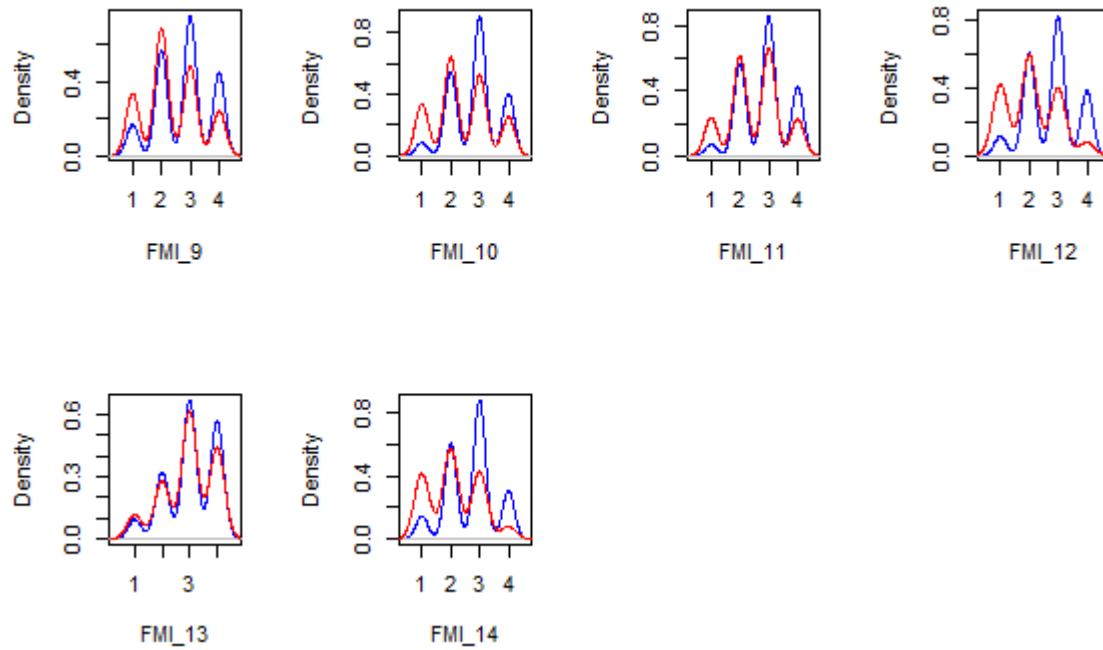 Density
0.0 0.4
1 2 3 4
FMI_9
Density
0.0 0.4 0.8
1 2 3 4
FMI_10
Density
0.0 0.4 0.8
1 2 3 4
FMI_11
Density
0.0 0.4 0.8
1 2 3 4
FMI_12
Density
0.0 0.3 0.6
1 3
FMI_13
Density
0.0 0.4 0.8
1 2 3 4
FMI_14